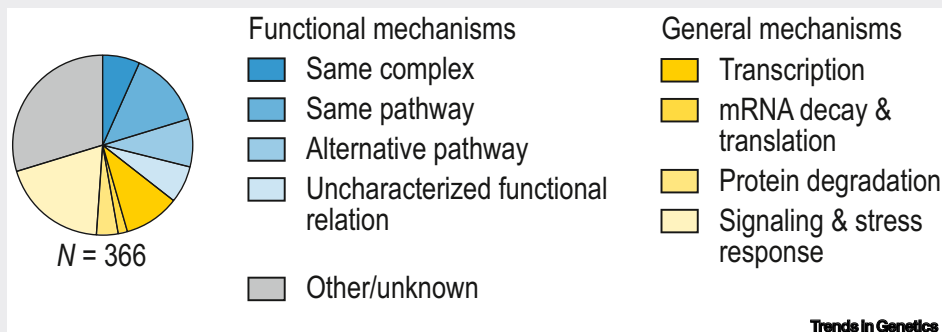 Functional mechanisms
Same complex
Same pathway
Alternative pathway
Uncharacterized functional
relation
Other/unknown
General mechanisms
Transcription
mRNA decay &
translation
Protein degradation
Signaling & stress
response
N = 366
Trends in Genetics